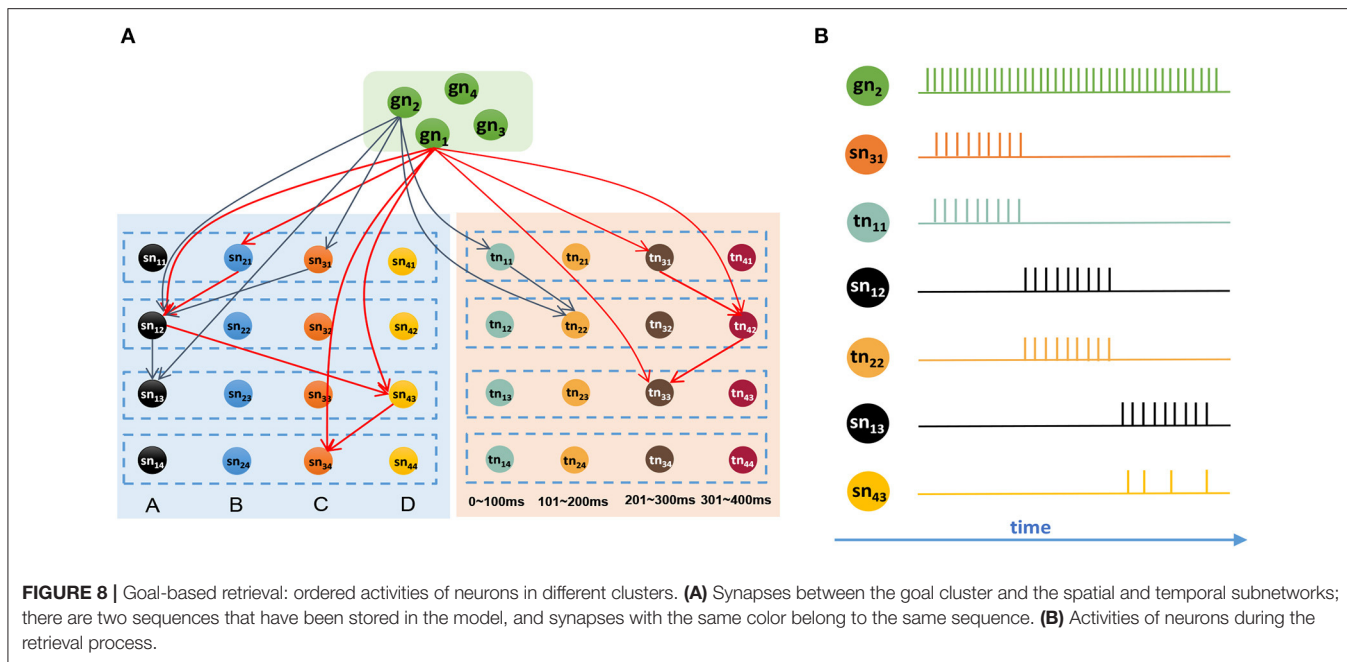 A
B
gn2
gn4
gn3
gn1
sn11 sn21 sn31 sn41
sn12 sn22 sn32 sn42
sn13 sn23 sn33 sn43
sn14 sn24 sn34 sn44
A B C D
tn11 tn21 tn31 tn41
tn12 tn22 tn32 tn42
tn13 tn23 tn33 tn43
tn14 tn24 tn34 tn44
0~100ms 101~200ms 201~300ms 301~400ms
gn2
sn31
tn11
sn12
tn22
sn13
sn43
time
FIGURE 8 | Goal-based retrieval: ordered activities of neurons in different clusters. (A) Synapses between the goal cluster and the spatial and temporal subnetworks;
there are two sequences that have been stored in the model, and synapses with the same color belong to the same sequence. (B) Activities of neurons during the
retrieval process.